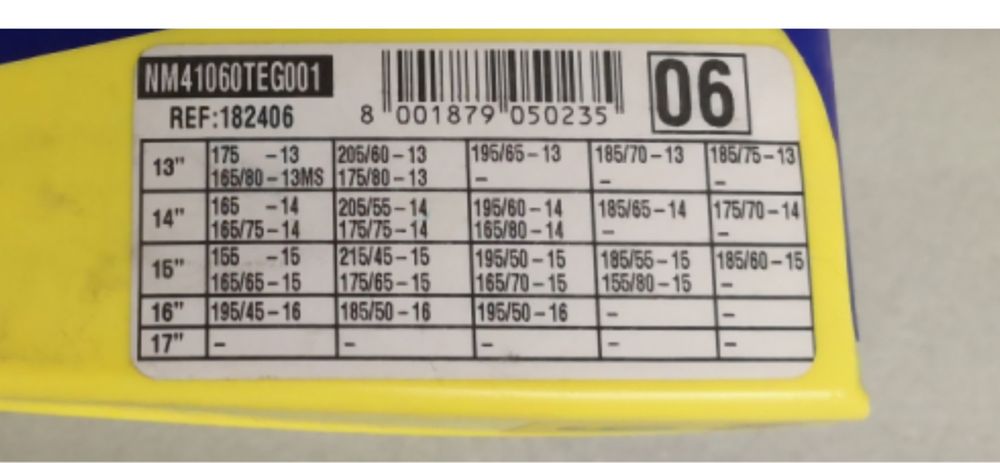 NM41060TEG001
REF:182406
8 001879 050235
06
13" 175 -13 205/60-13 195/65-13 185/70-13 185/75-13
165/80-13MS 175/80-13 - - -
14" 165 -14 205/55-14 195/60-14 185/65-14 175/70-14
165/75-14 175/75-14 165/80-14 - -
15" 155 -15 215/45-15 195/50-15 185/55-15 185/60-15
165/65-15 175/65-15 165/70-15 155/80-15 -
16" 195/45-16 185/50-16 195/50-16 - -
17" - - - - -